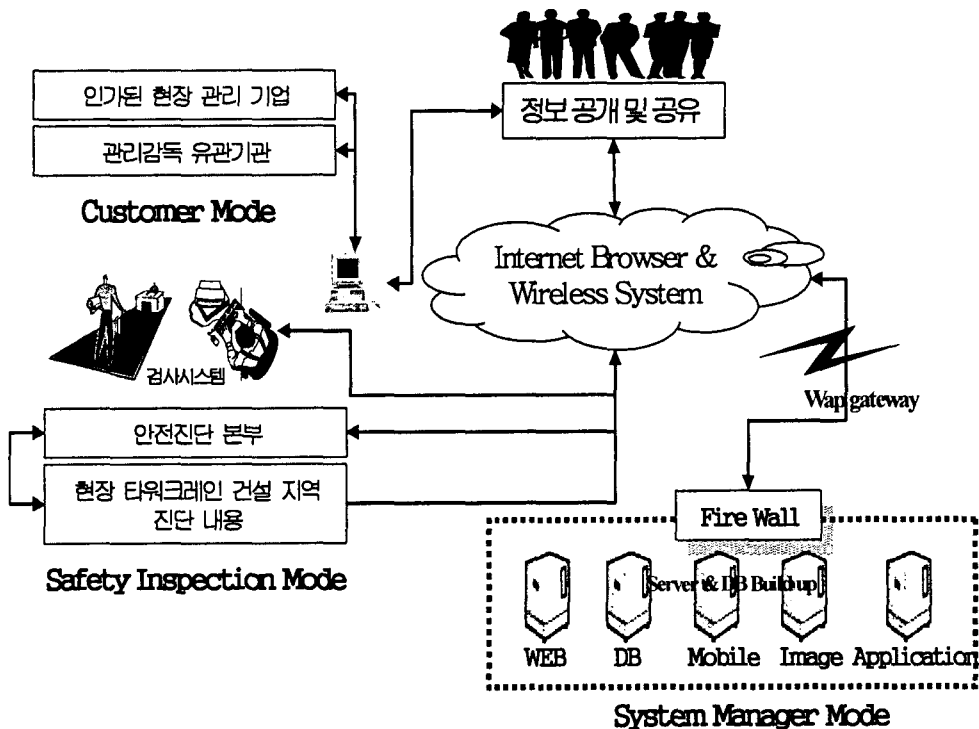 인가된 현장 관리 기업
관리감독 유관기관
Customer Mode
정보 공개 및 공유
Internet Browser &
Wireless System
검사시스템
Wap gateway
안전진단 본부
현장 타워크레인 건설 지역
진단 내용
Safety Inspection Mode
Fire Wall
Server & DB Build up
WEB DB Mobile Image Application
System Manager Mode